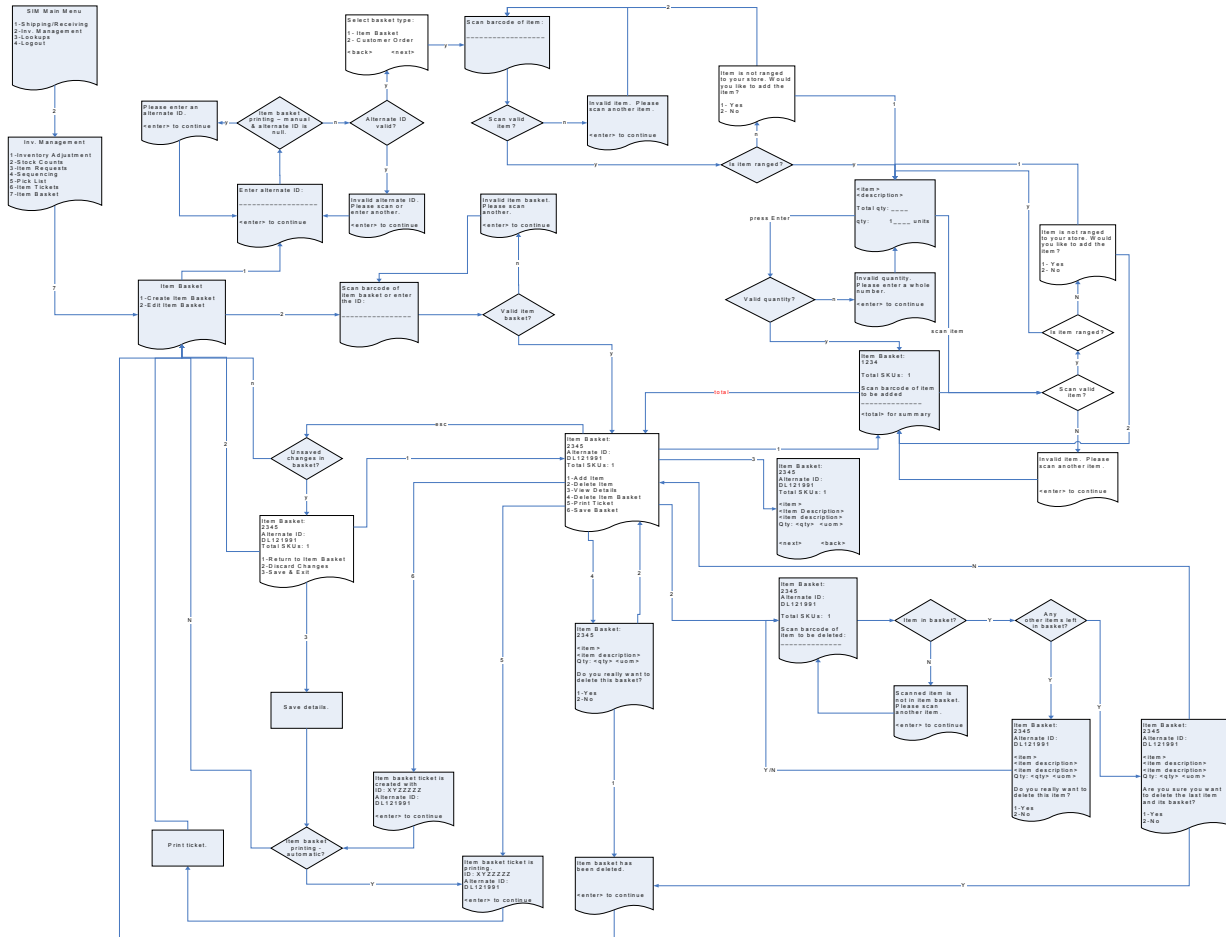 SIM Main Menu
1-Shipping/Receiving
2-Inv. Management
3-Lookups
4-Logout
2
Inv. Management
1-Inventory Adjustment
2-Stock Counts
3-Item Requests
4-Sequencing
5-Pick List
6-Item Tickets
7-Item Basket
7
Please enter an
alternate ID.
<enter> to continue
y
Item basket
printing – manual
& alternate ID is
null.
n
Alternate ID
valid?
y
y
Select basket type:
1- Item Basket
2- Customer Order
<back> <next>
y
Scan barcode of item:
_________________
2
Scan valid
item?
n
Invalid item. Please
scan another item.
<enter> to continue
y
Item is not ranged
to your store. Would
you like to add the
item?
1- Yes
2- No
1
n
Is item ranged?
y
1
Enter alternate ID:
_________________
<enter> to continue
Invalid alternate ID.
Please scan or
enter another.
<enter> to continue
Invalid item basket.
Please scan
another.
<enter> to continue
n
1
Item Basket
1-Create Item Basket
2-Edit Item Basket
2
Scan barcode of
item basket or enter
the ID:
_______________
Valid item
basket?
y
<item>
<description>
Total qty: ____
qty: 1____ units
press Enter
y
Item is not ranged
to your store. Would
you like to add the
item?
1- Yes
2- No
Valid quantity?
n
Invalid quantity.
Please enter a whole
number.
<enter> to continue
scan item
N
Is item ranged?
y
y
Item Basket:
1234
Total SKUs: 1
Scan barcode of item
to be added
_______________
<total> for summary
total
Scan valid
item?
2
N
Invalid item. Please
scan another item.
<enter> to continue
n
2
esc
Unsaved
changes in
basket?
y
1
Item Basket:
2345
Alternate ID:
DL121991
Total SKUs: 1
1-Add Item
2-Delete Item
3-View Details
4-Delete Item Basket
5-Print Ticket
6-Save Basket
1
3
Item Basket:
2345
Alternate ID:
DL121991
Total SKUs: 1
<item>
<Item Description>
<item description>
Qty: <qty> <uom>
<next> <back>
Item Basket:
2345
Alternate ID:
DL121991
Total SKUs: 1
1-Return to Item Basket
2-Discard Changes
3-Save & Exit
6
4
2
2
N
N
3
5
Item Basket:
2345
<item>
<item description>
Qty: <qty> <uom>
Do you really want to
delete this basket?
1-Yes
2-No
Item Basket:
2345
Alternate ID:
DL121991
Total SKUs: 1
Scan barcode of
item to be deleted:
________________
Item in basket?
Y
Any
other items left
in basket?
N
Y
Y
Scanned item is
not in item basket.
Please scan
another item.
<enter> to continue
Save details.
Item Basket:
2345
Alternate ID:
DL121991
<item>
<item description>
<item description>
Qty: <qty> <uom>
Do you really want to
delete this item?
1-Yes
2-No
Y/N
Item Basket:
2345
Alternate ID:
DL121991
<item>
<item description>
<item description>
Qty: <qty> <uom>
Are you sure you want
to delete the last item
and its basket?
1-Yes
2-No
1
Item basket ticket is
created with
ID: XYZZZZZ
Alternate ID:
DL121991
<enter> to continue
Print ticket.
Item basket
printing -
automatic?
Y
Item basket ticket is
printing.
ID: XYZZZZZ
Alternate ID:
DL121991
<enter> to continue
Item basket has
been deleted.
<enter> to continue
Y